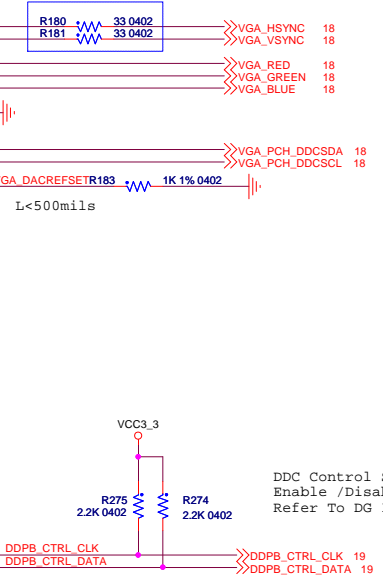 R180 33 0402
VGA_HSYNC 18
R181 33 0402
VGA_VSYNC 18
VGA_RED 18
VGA_GREEN 18
VGA_BLUE 18
VGA_PCH_DDCSDA 18
VGA_PCH_DDCSCL 18
GA_DACREFSET R183 1K 1% 0402
L<500mils
VCC3_3
DDC Control
Enable /Disa
Refer To DG
R275 R274
2.2K 0402 2.2K 0402
DDPB_CTRL_CLK DDPB_CTRL_CLK 19
DDPB_CTRL_DATA DDPB_CTRL_DATA 19